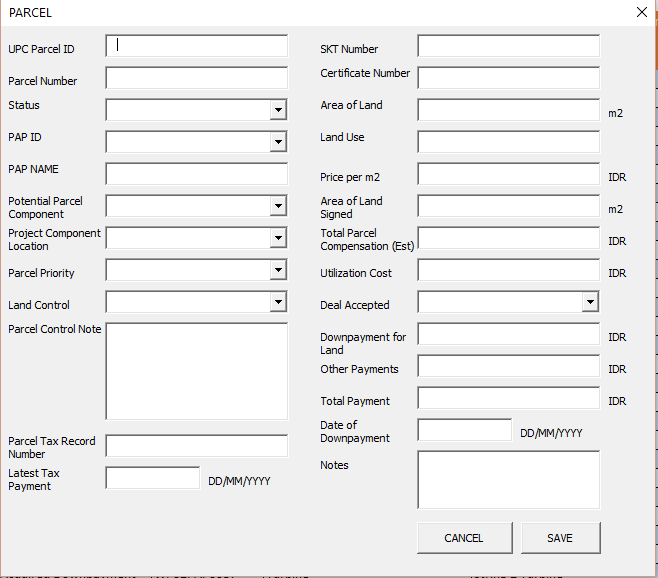 PARCEL
UPC Parcel ID
Parcel Number
Status
PAP ID
PAP NAME
Potential Parcel
Component
Project Component
Location
Parcel Priority
Land Control
Parcel Control Note
Parcel Tax Record
Number
Latest Tax
Payment
DD/MM/YYYY
SKT Number
Certificate Number
Area of Land
m2
Land Use
Price per m2
IDR
Area of Land
Signed
m2
Total Parcel
Compensation (Est)
IDR
Utilization Cost
IDR
Deal Accepted
Downpayment for
Land
IDR
Other Payments
IDR
Total Payment
IDR
Date of
Downpayment
DD/MM/YYYY
Notes
CANCEL
SAVE